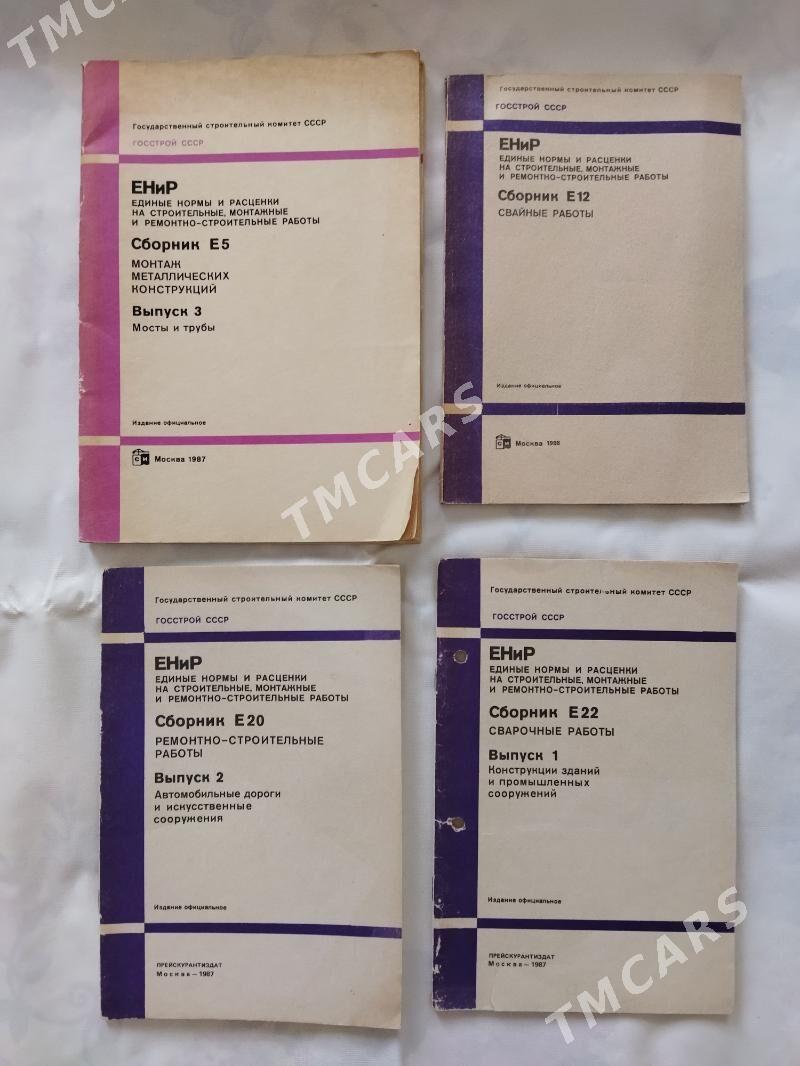 TMCARS
Государственный строительный комитет СССР
ГОССТРОЙ СССР
ЕНиР
ЕДИНЫЕ НОРМЫ И РАСЦЕНКИ
НА СТРОИТЕЛЬНЫЕ, МОНТАЖНЫЕ
И РЕМОНТНО-СТРОИТЕЛЬНЫЕ РАБОТЫ
Сборник Е5
МОНТАЖ
МЕТАЛЛИЧЕСКИХ
КОНСТРУКЦИЙ
Выпуск 3
Мосты и трубы
Издание официальное
СИ
Москва 1987
Государственный строительный комитет СССР
ГОССТРОЙ СССР
ЕНиР
ЕДИНЫЕ НОРМЫ И РАСЦЕНКИ
НА СТРОИТЕЛЬНЫЕ, МОНТАЖНЫЕ
И РЕМОНТНО-СТРОИТЕЛЬНЫЕ РАБОТЫ
Сборник Е12
СВАЙНЫЕ РАБОТЫ
Издание официальное
СИ
Москва 1988
TMCARS
Государственный строительный комитет СССР
ГОССТРОЙ СССР
ЕНиР
ЕДИНЫЕ НОРМЫ И РАСЦЕНКИ
НА СТРОИТЕЛЬНЫЕ, МОНТАЖНЫЕ
И РЕМОНТНО-СТРОИТЕЛЬНЫЕ РАБОТЫ
Сборник Е20
РЕМОНТНО-СТРОИТЕЛЬНЫЕ
РАБОТЫ
Выпуск 2
Автомобильные дороги
и искусственные
сооружения
Издание официальное
ПРЕЙСКУРАНТИЗДАТ
Москва — 1987
Государственный строительный комитет СССР
ГОССТРОЙ СССР
ЕНиР
ЕДИНЫЕ НОРМЫ И РАСЦЕНКИ
НА СТРОИТЕЛЬНЫЕ, МОНТАЖНЫЕ
И РЕМОНТНО-СТРОИТЕЛЬНЫЕ РАБОТЫ
Сборник Е22
СВАРОЧНЫЕ РАБОТЫ
Выпуск 1
Конструкции зданий
и промышленных
сооружений
Издание официальное
ПРЕЙСКУРАНТИЗДАТ
Москва — 1987
TMCARS